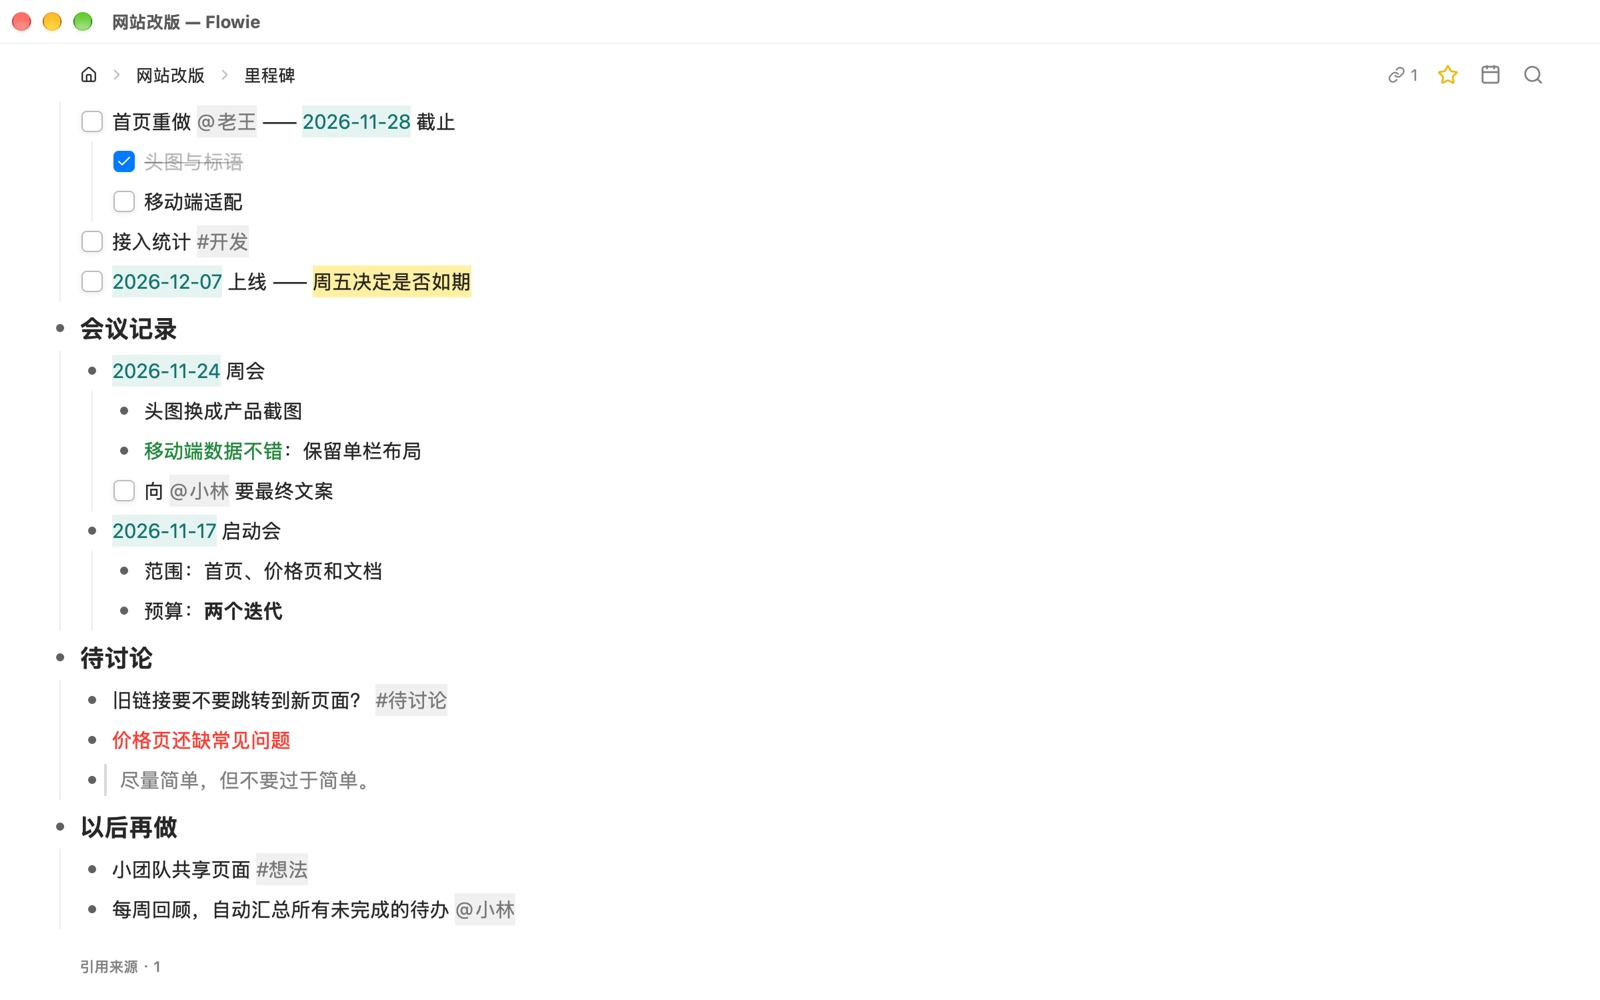 网站改版 — Flowie
网站改版 > 里程碑
1
首页重做 @老王 —— 2026-11-28 截止
头图与标语
移动端适配
接入统计 #开发
2026-12-07 上线 —— 周五决定是否如期
会议记录
2026-11-24 周会
头图换成产品截图
移动端数据不错：保留单栏布局
向 @小林 要最终文案
2026-11-17 启动会
范围：首页、价格页和文档
预算：两个迭代
待讨论
旧链接要不要跳转到新页面？ #待讨论
价格页还缺常见问题
尽量简单，但不要过于简单。
以后再做
小团队共享页面 #想法
每周回顾，自动汇总所有未完成的待办 @小林
引用来源 · 1